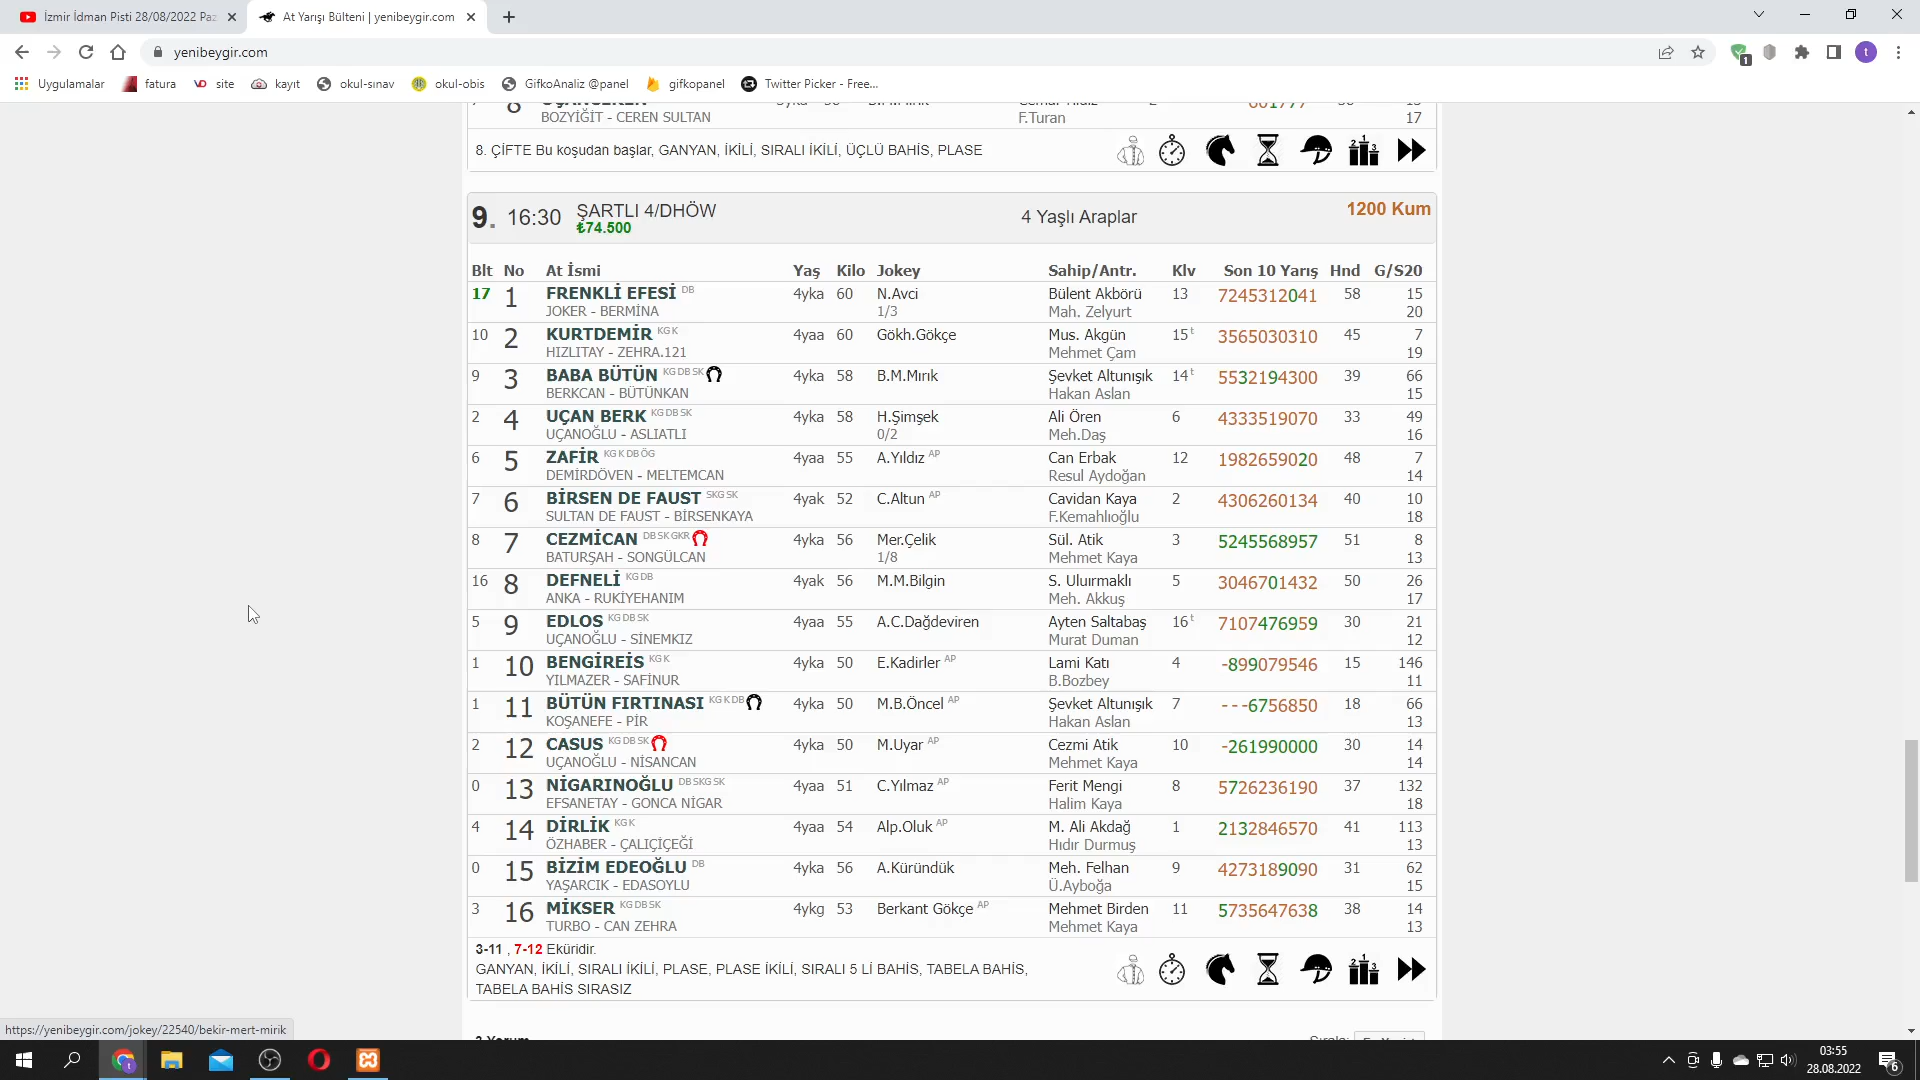 İzmir İdman Pisti 28/08/2022 Paz
At Yarışı Bülteni | yenibeygir.com
yenibeygir.com
1
t
Uygulamalar
fatura
site
kayıt
okul-sınav
okul-obis
GifkoAnaliz @panel
gifkopanel
Twitter Picker - Free...
8
BOZYİĞİT - CEREN SULTAN F.Turan 17
8. ÇİFTE Bu koşudan başlar, GANYAN, İKİLİ, SIRALI İKİLİ, ÜÇLÜ BAHİS, PLASE
9. 16:30 ŞARTLI 4/DHÖW 4 Yaşlı Araplar 1200 Kum
₺74.500
Blt No At İsmi Yaş Kilo Jokey Sahip/Antr. Klv Son 10 Yarış Hnd G/S20
17 1 FRENKLİ EFESİ DB 4yka 60 N.Avci Bülent Akbörü 13 7245312041 58 15
JOKER - BERMİNA 1/3 Mah. Zelyurt 20
10 2 KURTDEMİR KG K 4yaa 60 Gökh.Gökçe Mus. Akgün 15 t 3565030310 45 7
HIZLITAY - ZEHRA.121 Mehmet Çam 19
9 3 BABA BÜTÜN KG DB SK 4yka 58 B.M.Mırık Şevket Altunışık 14 t 5532194300 39 66
BERKCAN - BÜTÜNKAN Hakan Aslan 15
2 4 UÇAN BERK KG DB SK 4yka 58 H.Şimşek Ali Ören 6 4333519070 33 49
UÇANOĞLU - ASLIATLI 0/2 Meh.Daş 16
6 5 ZAFİR KG K DB ÖG 4yaa 55 A.Yıldız AP Can Erbak 12 1982659020 48 7
DEMİRDÖVEN - MELTEMCAN Resul Aydoğan 14
7 6 BİRSEN DE FAUST SKG SK 4yak 52 C.Altun AP Cavidan Kaya 2 4306260134 40 10
SULTAN DE FAUST - BİRSENKAYA F.Kemahlıoğlu 18
8 7 CEZMİCAN DB SK GKR 4yka 56 Mer.Çelik Sül. Atik 3 5245568957 51 8
BATURŞAH - SONGÜLCAN 1/8 Mehmet Kaya 13
16 8 DEFNELİ KG DB 4yak 56 M.M.Bilgin S. Uluırmaklı 5 3046701432 50 26
ANKA - RUKİYEHANIM Meh. Akkuş 17
5 9 EDLOS KG DB SK 4yaa 55 A.C.Dağdeviren Ayten Saltabaş 16 t 7107476959 30 21
UÇANOĞLU - SİNEMKIZ Murat Duman 12
1 10 BENGİREİS KG K 4yka 50 E.Kadirler AP Lami Katı 4 -899079546 15 146
YILMAZER - SAFİNUR B.Bozbey 11
1 11 BÜTÜN FIRTINASI KG K DB 4yka 50 M.B.Öncel AP Şevket Altunışık 7 ---6756850 18 66
KOŞANEFE - PİR Hakan Aslan 13
2 12 CASUS KG DB SK 4yka 50 M.Uyar AP Cezmi Atik 10 -261990000 30 14
UÇANOĞLU - NİSANCAN Mehmet Kaya 14
0 13 NİGARINOĞLU DB SKG SK 4yaa 51 C.Yılmaz AP Ferit Mengi 8 5726236190 37 132
EFSANETAY - GONCA NİGAR Halim Kaya 18
4 14 DİRLİK KG K 4yaa 54 Alp.Oluk AP M. Ali Akdağ 1 2132846570 41 113
ÖZHABER - ÇALIÇİÇEĞİ Hıdır Durmuş 13
0 15 BİZİM EDEOĞLU DB 4yka 56 A.Küründük Meh. Felhan 9 4273189090 31 62
YAŞARCIK - EDASOYLU Ü.Ayboğa 15
3 16 MİKSER KG DB SK 4ykg 53 Berkant Gökçe AP Mehmet Birden 11 5735647638 38 14
TURBO - CAN ZEHRA Mehmet Kaya 13
3-11 , 7-12 Eküridir.
GANYAN, İKİLİ, SIRALI İKİLİ, PLASE, PLASE İKİLİ, SIRALI 5 Lİ BAHİS, TABELA BAHİS,
TABELA BAHİS SIRASIZ
https://yenibeygir.com/jokey/22540/bekir-mert-mirik
03:55
28.08.2022
6